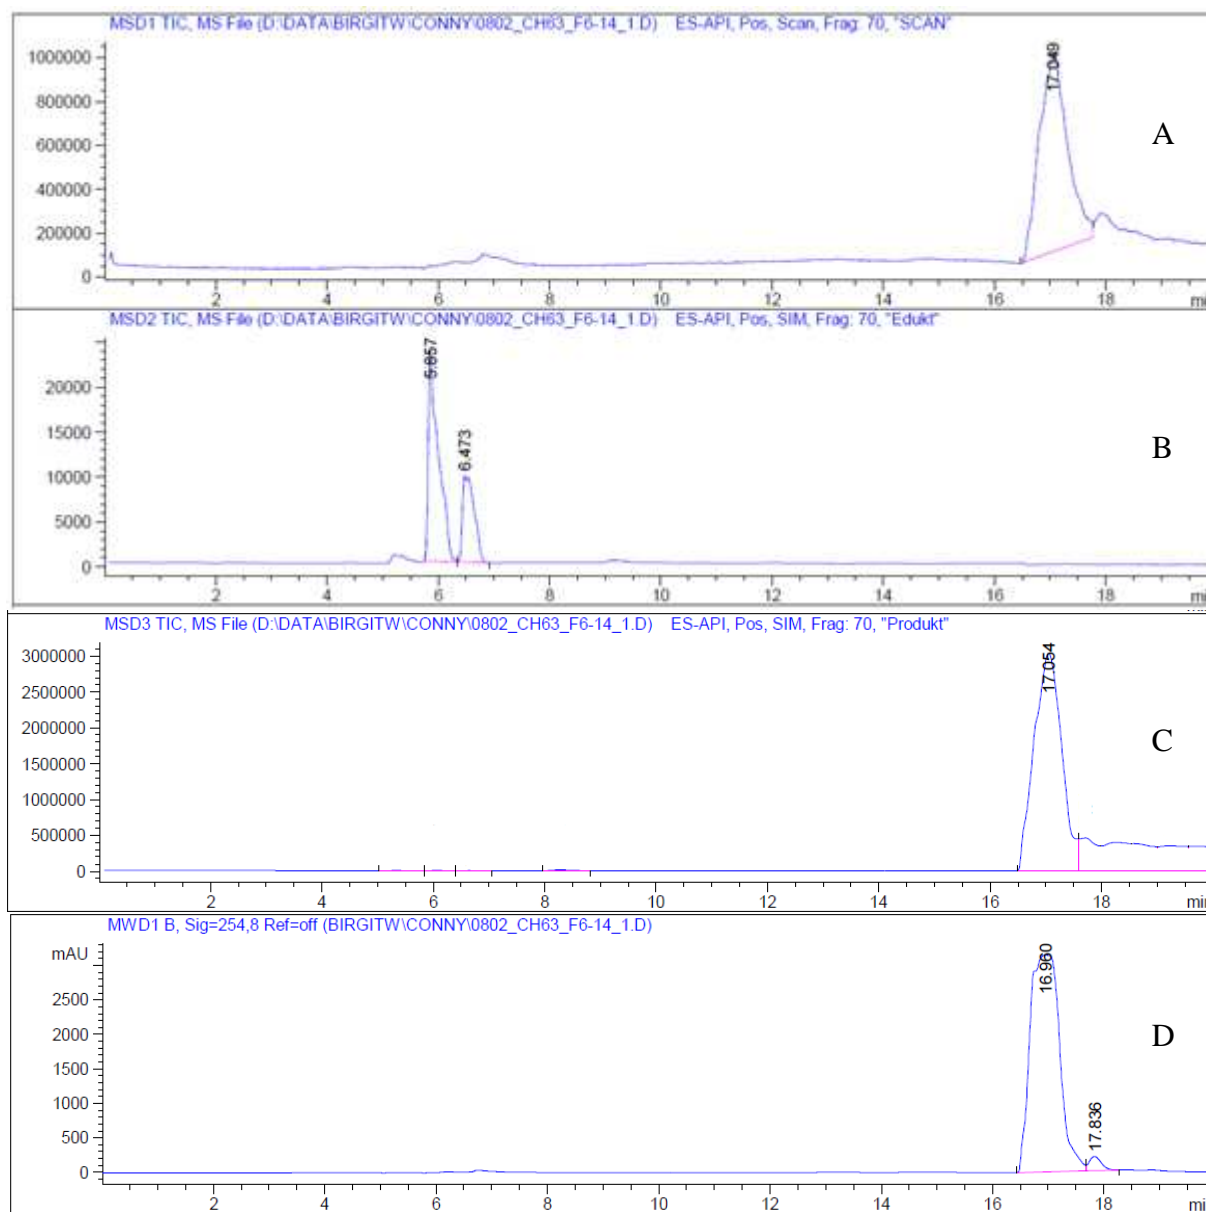 MSD1 TIC, MS File (D:\DATA\BIRGITW\CONNY\0802_CH63_F6-14_1.D) ES-API, Pos, Scan, Frag: 70, "SCAN"
1000000
800000
600000
400000
200000
0
17.049
A
2 4 6 8 10 12 14 16 18 mi
MSD2 TIC, MS File (D:\DATA\BIRGITW\CONNY\0802_CH63_F6-14_1.D) ES-API, Pos, SIM, Frag: 70, "Edukt"
20000
15000
10000
5000
0
5.857
6.473
B
2 4 6 8 10 12 14 16 18 mi
MSD3 TIC, MS File (D:\DATA\BIRGITW\CONNY\0802_CH63_F6-14_1.D) ES-API, Pos, SIM, Frag: 70, "Produkt"
3000000
2500000
2000000
1500000
1000000
500000
0
17.054
C
2 4 6 8 10 12 14 16 18 min
MWD1 B, Sig=254,8 Ref=off (BIRGITW\CONNY\0802_CH63_F6-14_1.D)
mAU
2500
2000
1500
1000
500
0
16.960
17.836
D
2 4 6 8 10 12 14 16 18 mi